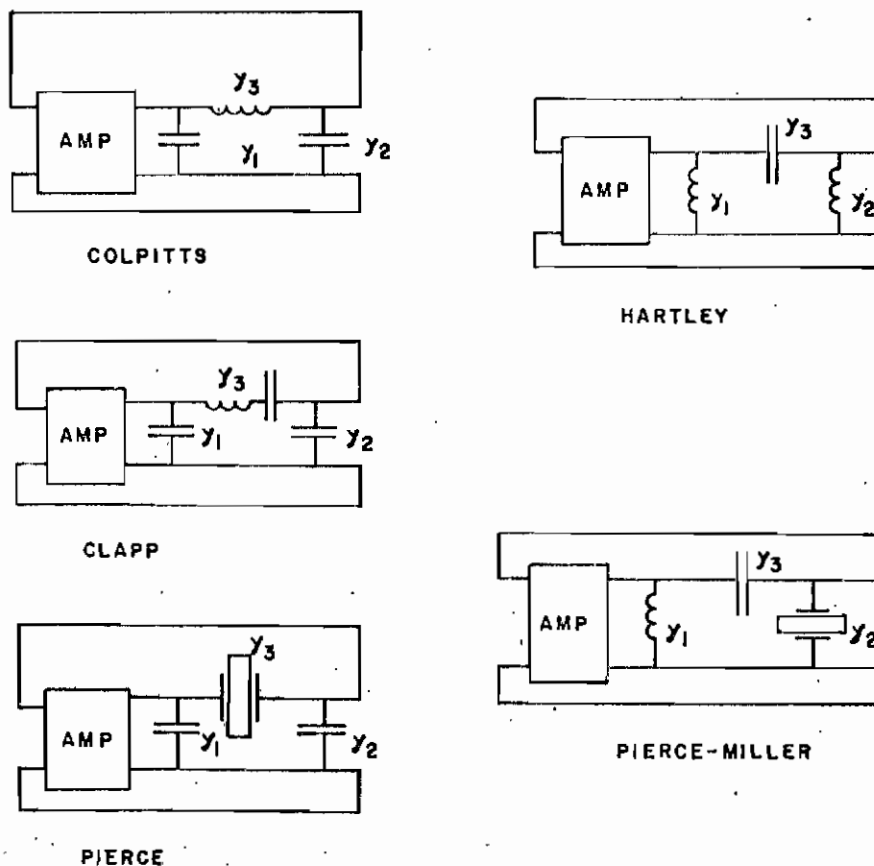 y3
AMP
y1
y2
COLPITTS
y3
AMP
y1
y2
HARTLEY
y3
AMP
y1
y2
CLAPP
y3
AMP
y1
y2
PIERCE-MILLER
y3
AMP
y1
y2
PIERCE